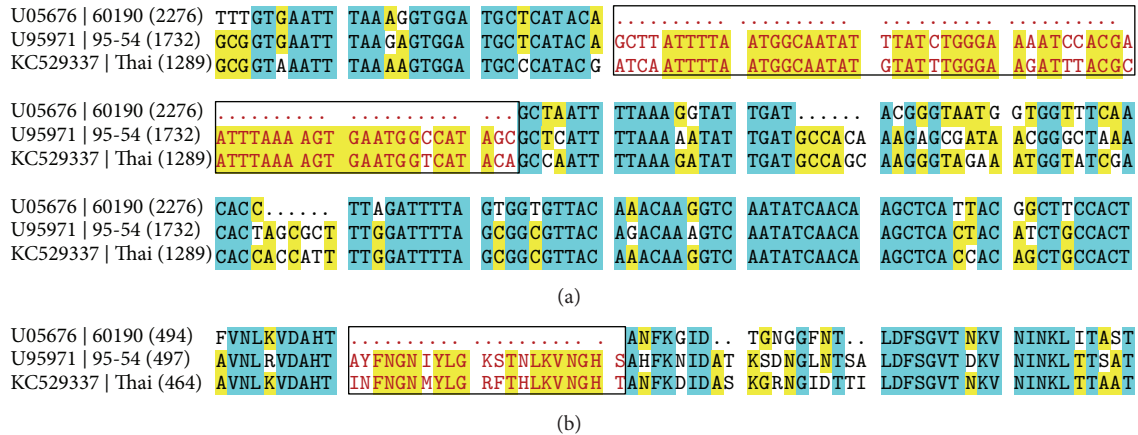 U05676 | 60190 (2276) TTTGTGAATT TAAAGGTGGA TGCTCATACA .......... .......... .......... ..........
U95971 | 95-54 (1732) GCGGTGAATT TAAGAGTGGA TGCTCATACA GCTTATTTTA ATGGCAATAT TTATCTGGGA AAATCCACGA
KC529337 | Thai (1289) GCGGTAAATT TAAAAGTGGA TGCCCATACG ATCAATTTTA ATGGCAATAT GTATTTGGGA AGATTTACGC
U05676 | 60190 (2276) .......... .......... ...GCTAATT TTAAAGGTAT TGAT...... ACGGGTAATG GTGGTTTCAA
U95971 | 95-54 (1732) ATTTAAAAGT GAATGGCCAT AGCGCTCATT TTAAAAATAT TGATGCCACA AAGAGCGATA ACGGGCTAAA
KC529337 | Thai (1289) ATTTAAAAGT GAATGGTCAT ACAGCCAATT TTAAAGATAT TGATGCCAGC AAGGGTAGAA ATGGTATCGA
U05676 | 60190 (2276) CACC...... TTAGATTTTA GTGGTGTTAC AAACAAGGTC AATATCAACA AGCTCATTAC GGCTTCCACT
U95971 | 95-54 (1732) CACTAGCGCT TTGGATTTTA GCGGCGTTAC AGACAAAGTC AATATCAACA AGCTCACTAC ATCTGCCACT
KC529337 | Thai (1289) CACCACCATT TTGGATTTTA GCGGCGTTAC AAACAAGGTC AATATCAACA AGCTCACCAC AGCTGCCACT
(a)
U05676 | 60190 (494) FVNLKVDAHT .......... .......... .ANFKGID.. TGNGGFNT.. LDFSGVTNKV NINKLITAST
U95971 | 95-54 (497) AVNLRVDAHT AYFNGNIYLG KSTNLKVNGH SAHFKNIDAT KSDNGLNTSA LDFSGVTDKV NINKLTTSAT
KC529337 | Thai (464) AVNLKVDAHT INFNGNMYLG RFTHLKVNGH TANFKDIDAS KGRNGIDTTI LDFSGVTNKV NINKLTTAAT
(b)